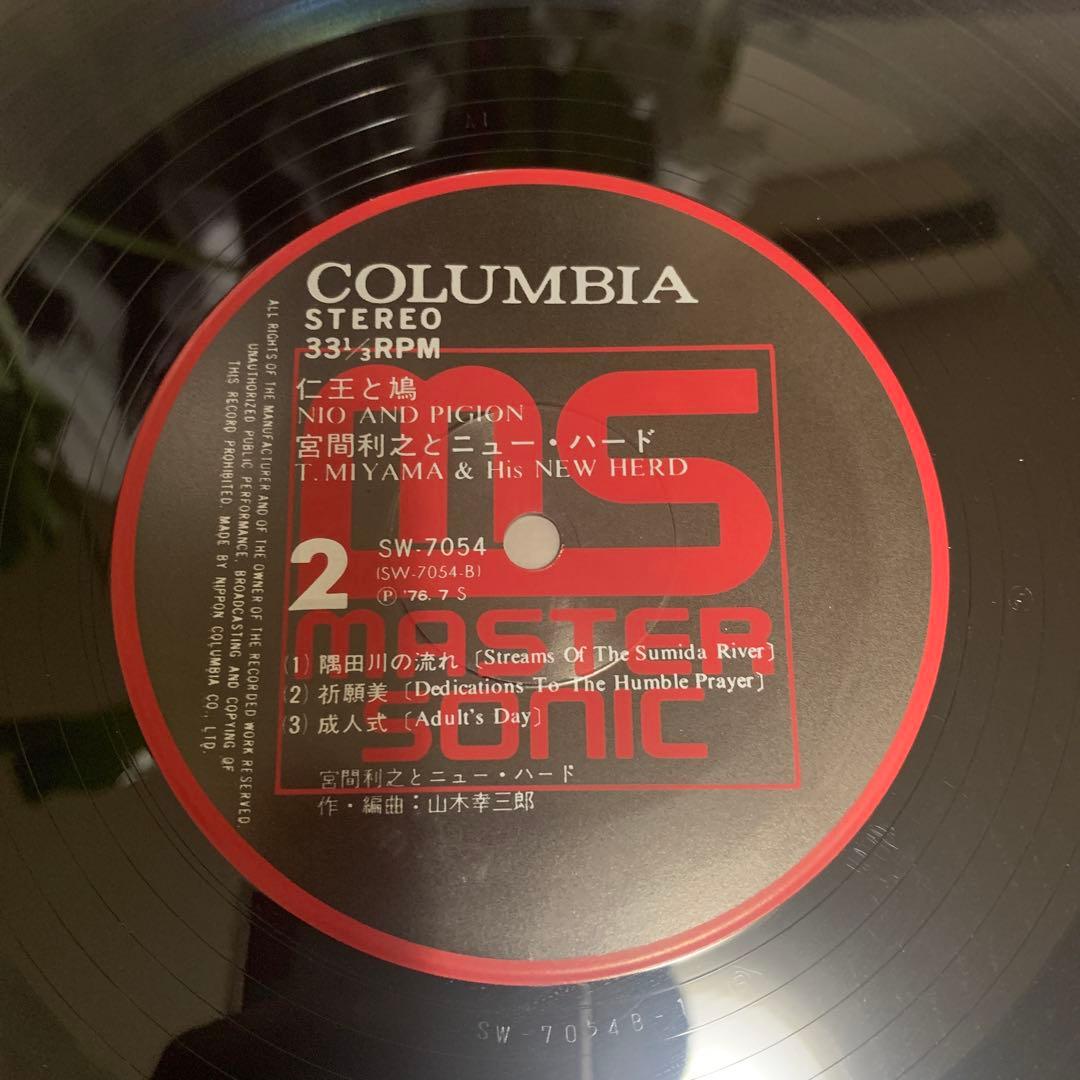 COLUMBIA
STEREO
33⅓RPM
仁王と鳩
NIO AND PIGION
宮間利之とニュー・ハード
T. MIYAMA & His NEW HERD
2
SW-7054
(SW-7054-B)
Ⓟ '76. 7 S
ms
MASTER
SONIC
(1) 隅田川の流れ〔Streams Of The Sumida River〕
(2) 祈願美〔Dedications To The Humble Prayer〕
(3) 成人式〔Adult's Day〕
宮間利之とニュー・ハード
作・編曲：山木幸三郎
ALL RIGHTS OF THE MANUFACTURER AND OF THE OWNER OF THE RECORDED WORK RESERVED.
UNAUTHORIZED PUBLIC PERFORMANCE, BROADCASTING AND COPYING OF
THIS RECORD PROHIBITED. MADE BY NIPPON COLUMBIA CO., LTD.
SW-7054B-1